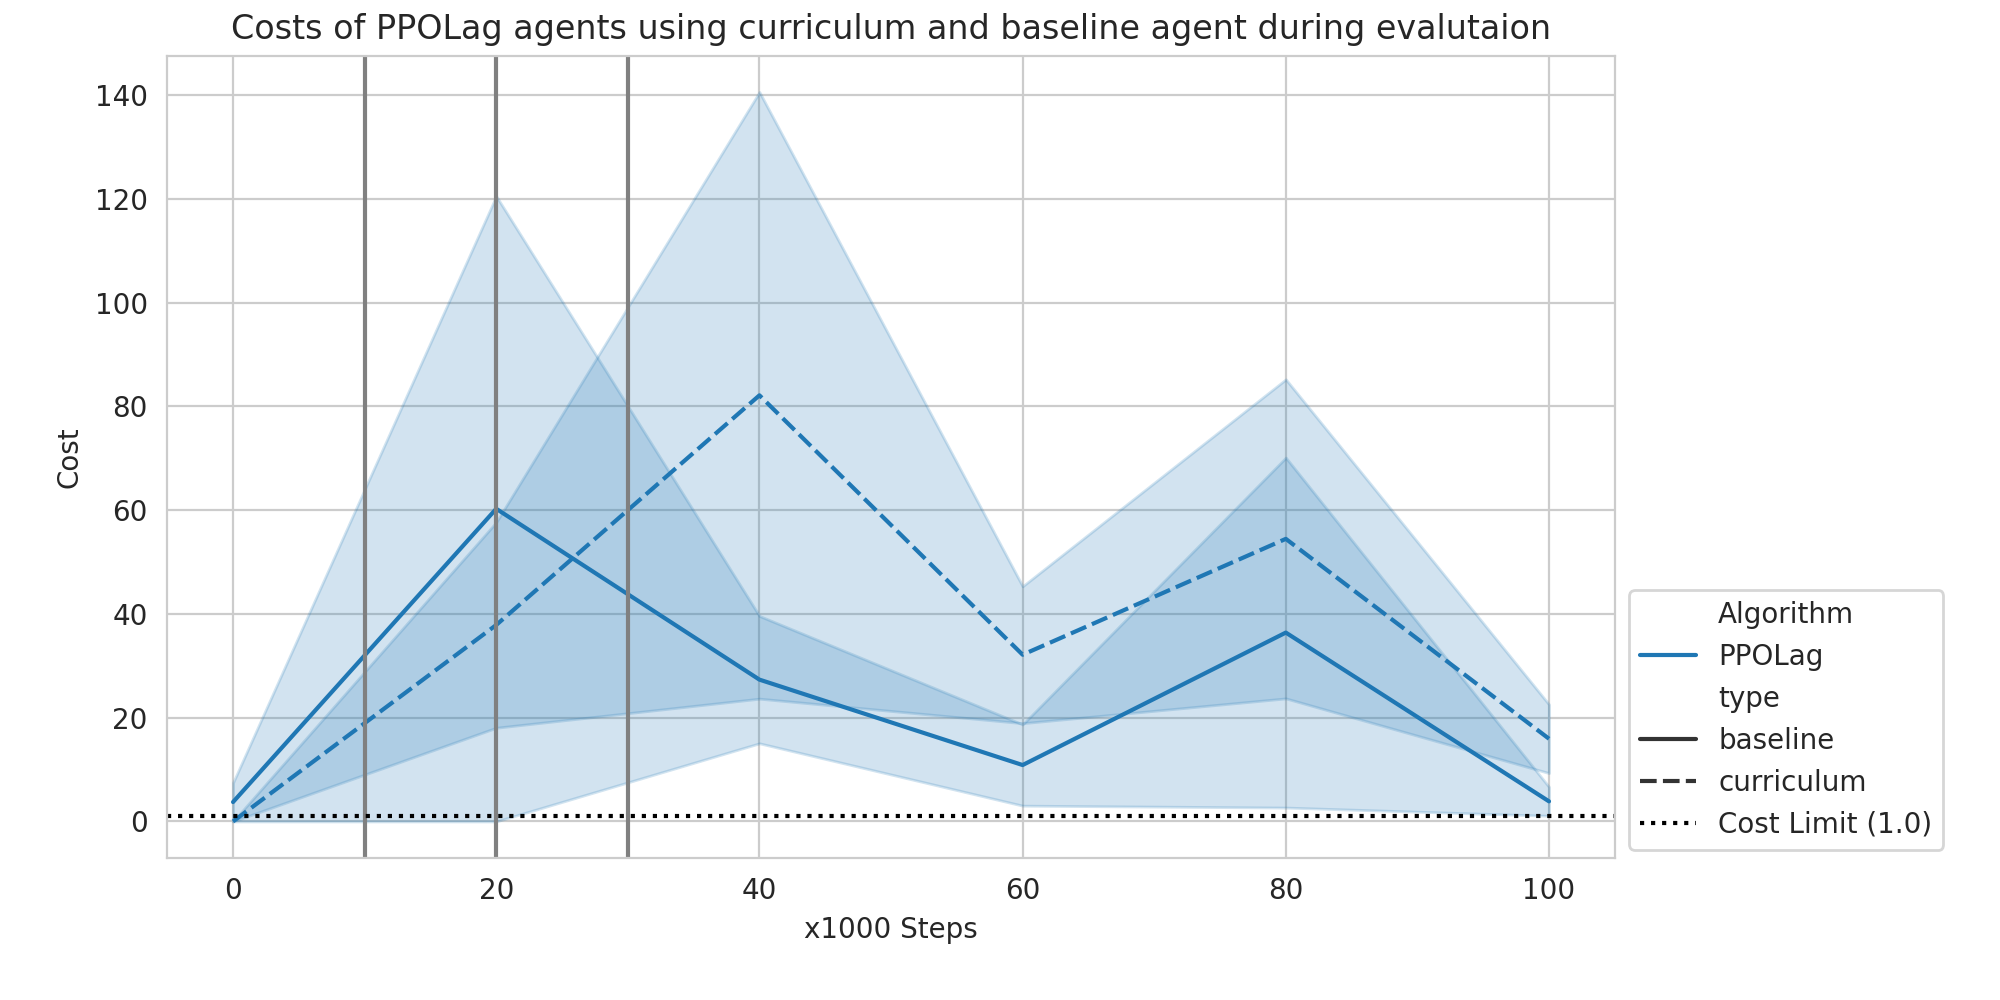 Costs of PPOLag agents using curriculum and baseline agent during evalutaion
140
120
100
80
60
40
20
0
Cost
0 20 40 60 80 100
x1000 Steps
Algorithm
PPOLag
type
baseline
curriculum
Cost Limit (1.0)